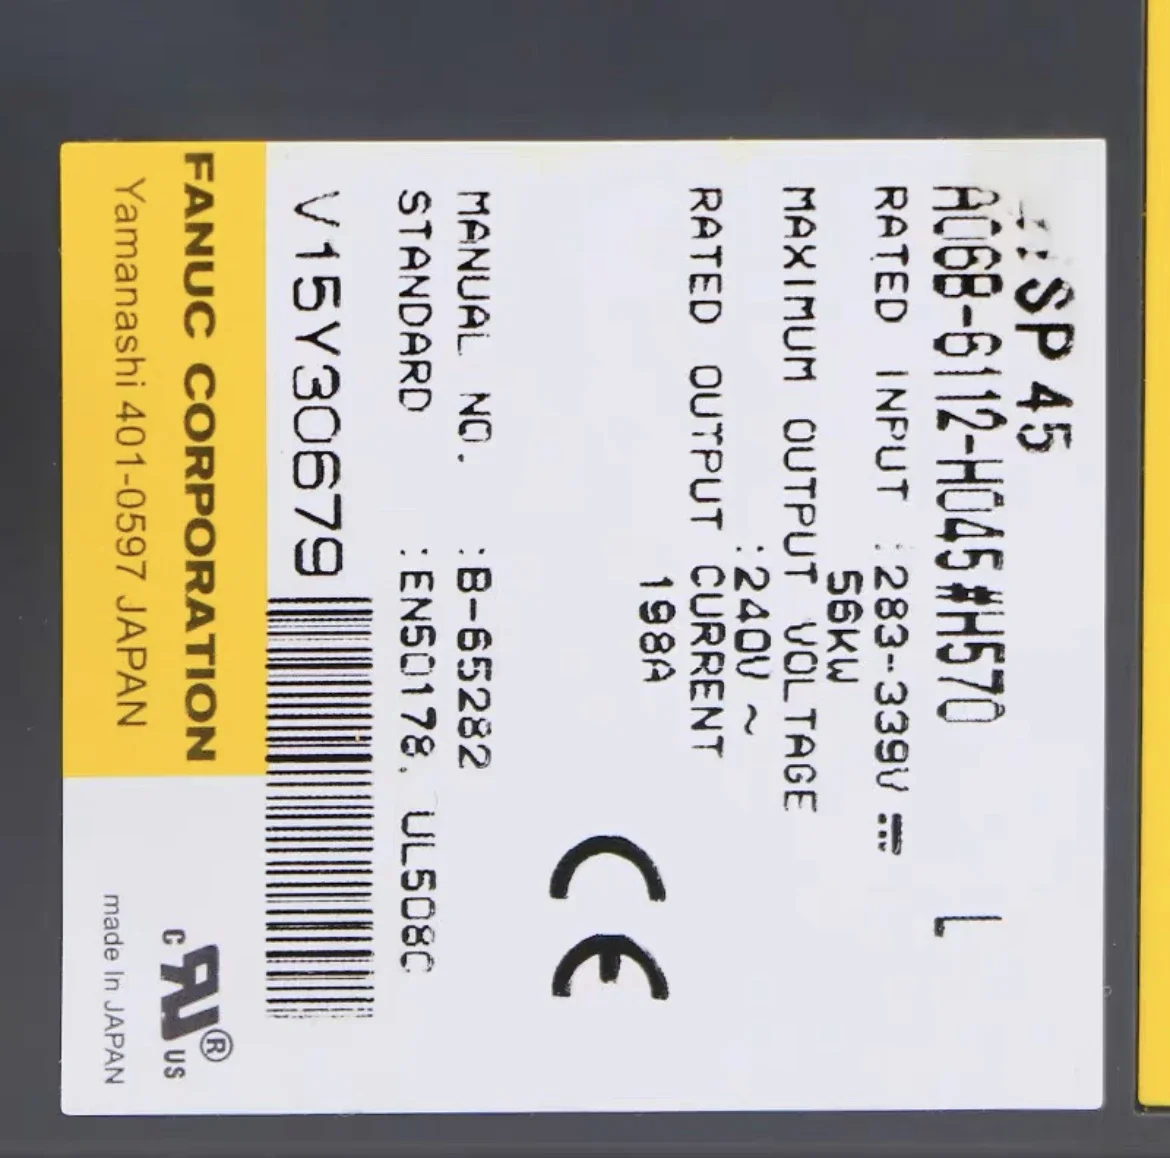 SP 45
A06B-6112-H045#H570 L
RATED INPUT :283-339V ⎓
56KW
MAXIMUM OUTPUT VOLTAGE
:240V ~
RATED OUTPUT CURRENT
198A
CE
MANUAL NO. :B-65282
STANDARD :EN50178. UL508C
V15Y30679
FANUC CORPORATION
Yamanashi 401-0597 JAPAN
C RU ® US
made In JAPAN